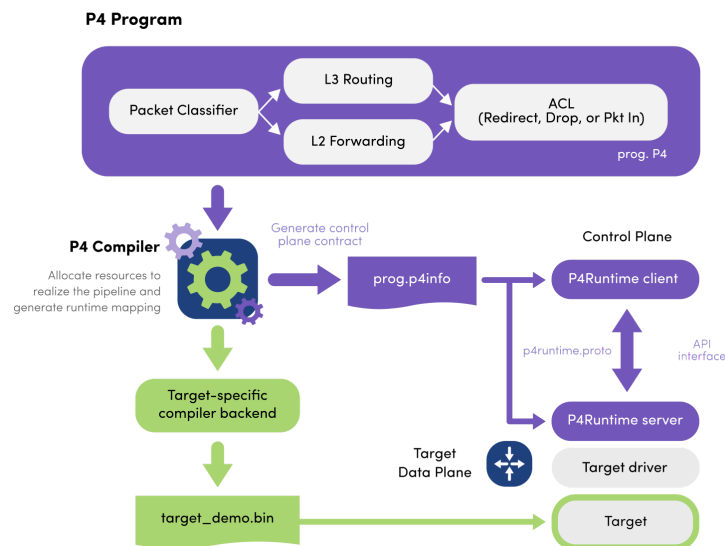 P4 Program
L3 Routing
Packet Classifier
L2 Forwarding
ACL
(Redirect, Drop, or Pkt In)
prog. P4
P4 Compiler
Allocate resources to
realize the pipeline and
generate runtime mapping
Generate control
plane contract
prog.p4info
Control Plane
P4Runtime client
p4runtime.proto
API
interface
P4Runtime server
Target-specific
compiler backend
Target
Data Plane
Target driver
target_demo.bin
Target